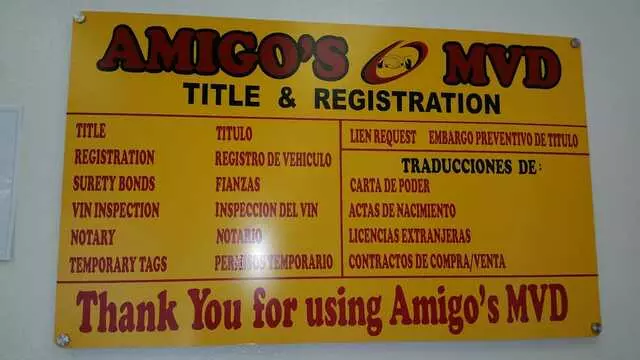 AMIGO'S MVD
TITLE & REGISTRATION
TITLE TITULO
REGISTRATION REGISTRO DE VEHICULO
SURETY BONDS FIANZAS
VIN INSPECTION INSPECCION DEL VIN
NOTARY NOTARIO
TEMPORARY TAGS PERMISOS TEMPORARIO
LIEN REQUEST EMBARGO PREVENTIVO DE TITULO
TRADUCCIONES DE:
CARTA DE PODER
ACTAS DE NACIMIENTO
LICENCIAS EXTRANJERAS
CONTRACTOS DE COMPRA/VENTA
Thank You for using Amigo's MVD